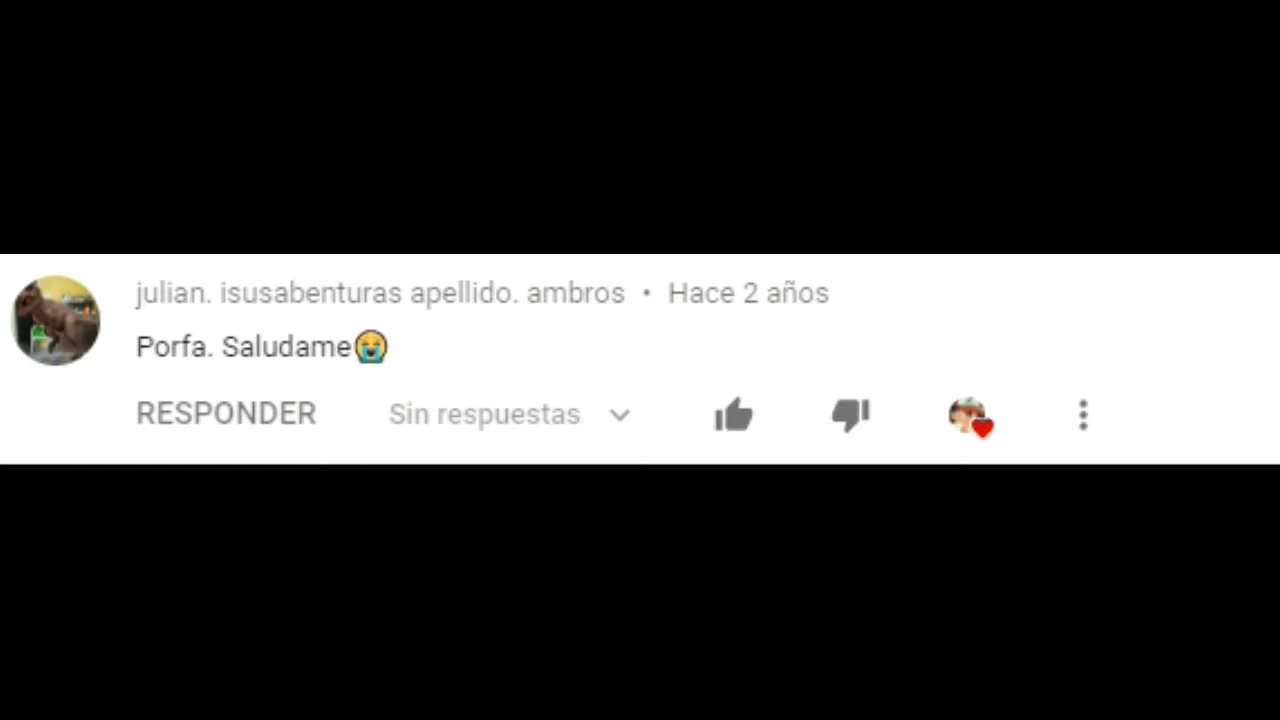 julian. isusabenturas apellido. ambros • Hace 2 años
Porfa. Saludame😭
RESPONDER Sin respuestas